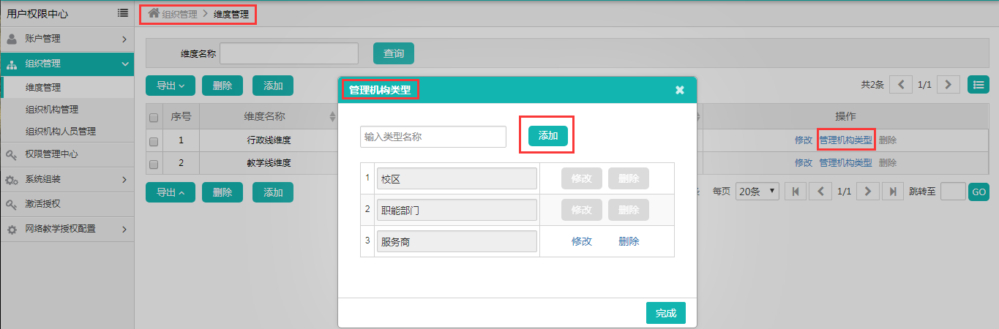 用户权限中心
账户管理
组织管理
维度管理
组织机构管理
组织机构人员管理
权限管理中心
系统组装
激活授权
网络教学授权配置
组织管理 维度管理
维度名称 查询
导出 删除 添加 共2条 1/1
序号 维度名称 操作
1 行政线维度 修改 管理机构类型 删除
2 教学线维度 修改 管理机构类型 删除
导出 删除 添加 条 每页 20条 1/1 跳转至 GO
管理机构类型
输入类型名称 添加
1 校区 修改 删除
2 职能部门 修改 删除
3 服务商 修改 删除
完成